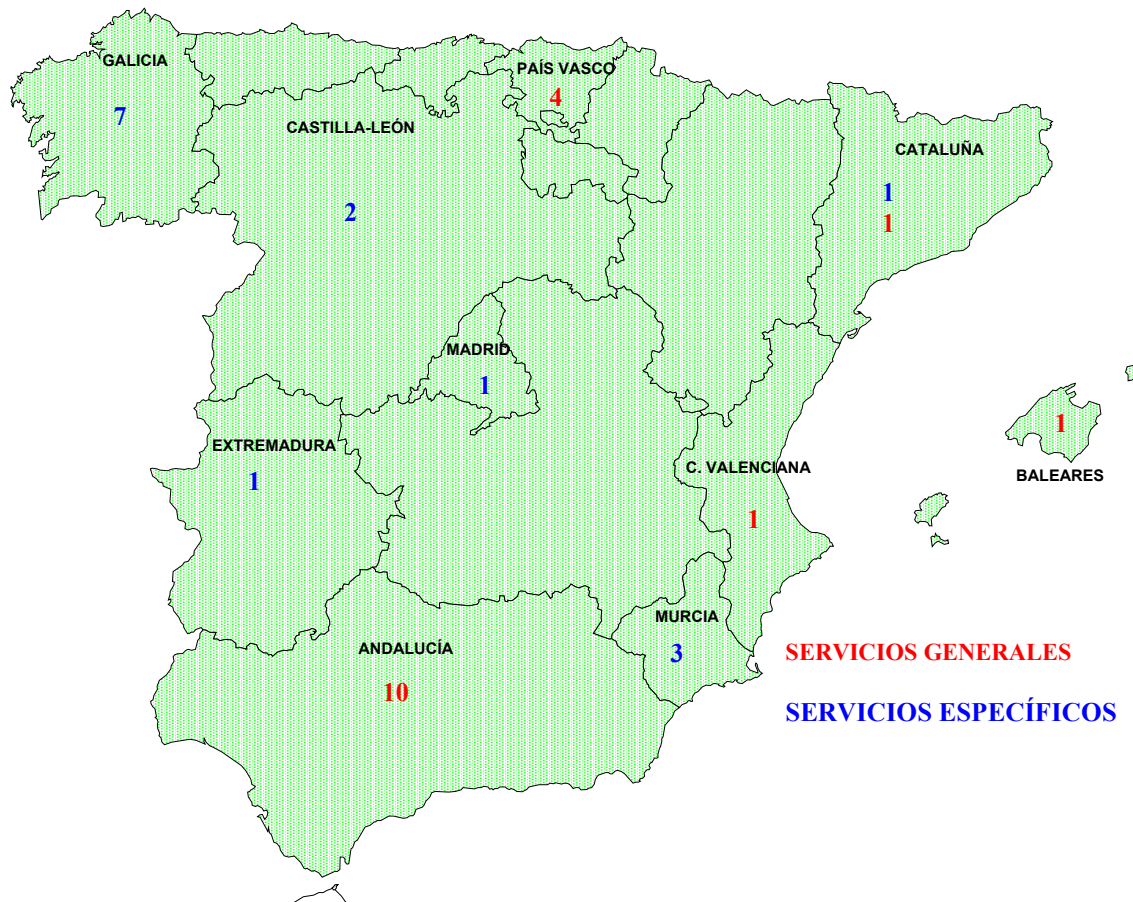 GALICIA
7
PAÍS VASCO
4
CASTILLA-LEÓN
2
CATALUÑA
1
1
MADRID
1
EXTREMADURA
1
C. VALENCIANA
1
1
BALEARES
MURCIA
3
ANDALUCÍA
10
SERVICIOS GENERALES
SERVICIOS ESPECÍFICOS